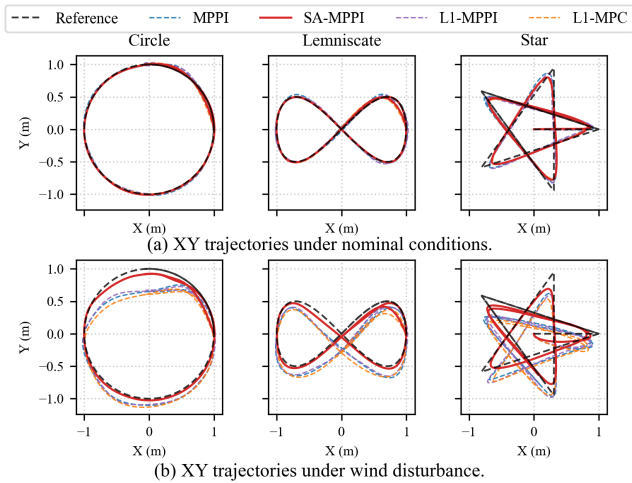 Reference MPPI SA-MPPI L1-MPPI L1-MPC
Circle Lemniscate Star
1.0
0.5
0.0
−0.5
−1.0
Y (m)
X (m) X (m) X (m)
(a) XY trajectories under nominal conditions.
1.0
0.5
0.0
−0.5
−1.0
Y (m)
−1 0 1 −1 0 1 −1 0 1
X (m) X (m) X (m)
(b) XY trajectories under wind disturbance.